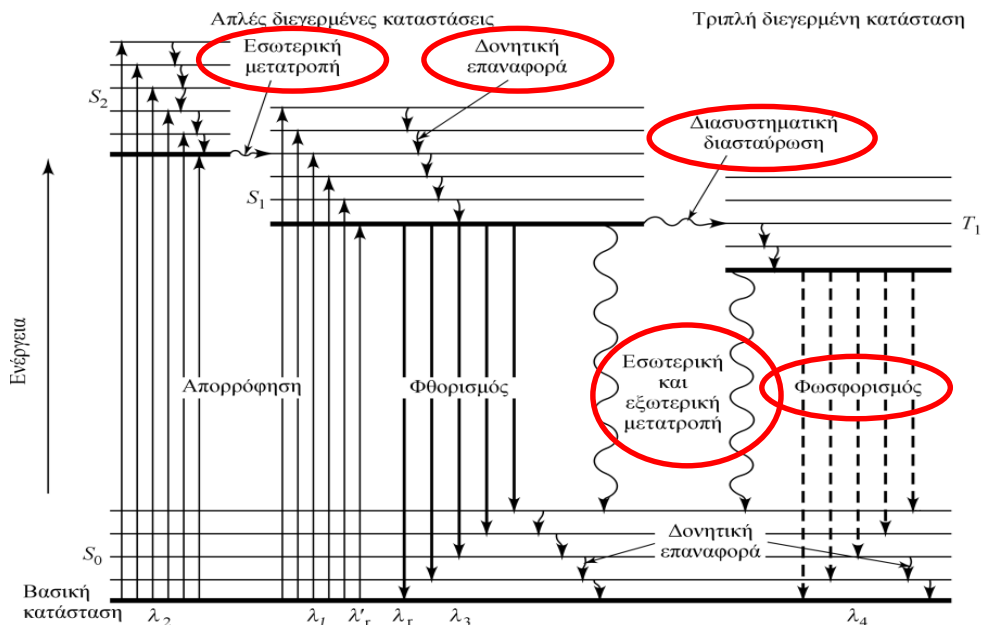 Απλές διεγερμένες καταστάσεις
Τριπλή διεγερμένη κατάσταση
Εσωτερική
μετατροπή
Δονητική
επαναφορά
S2
Διασυστηματική
διασταύρωση
S1
T1
Ενέργεια
Απορρόφηση
Φθορισμός
Εσωτερική
και
εξωτερική
μετατροπή
Φωσφορισμός
S0
Δονητική
επαναφορά
Βασική
κατάσταση
λ2
λ1
λ'r
λr
λ3
λ4